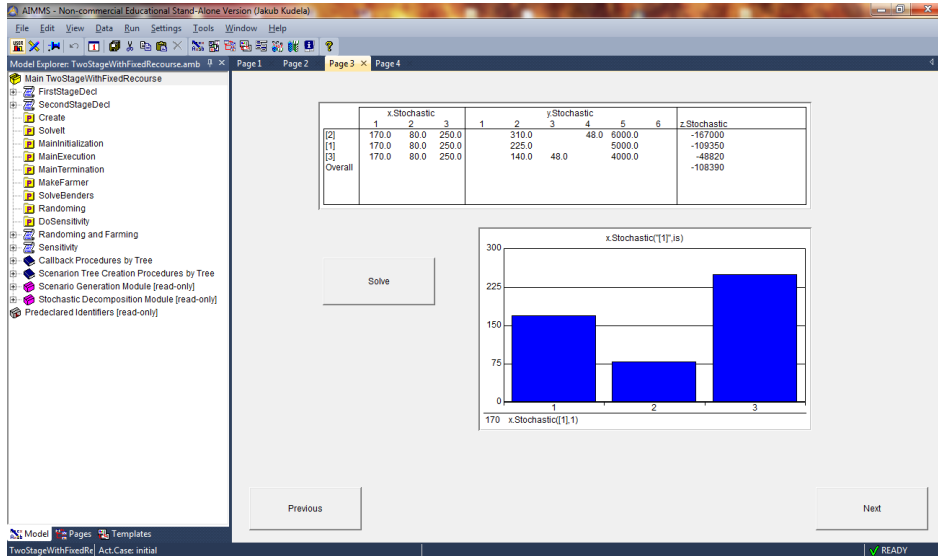 AIMMS - Non-commercial Educational Stand-Alone Version (Jakub Kudela)
File Edit View Data Run Settings Tools Window Help
Model Explorer: TwoStageWithFixedRecourse.amb
Page 1 Page 2 Page 3 Page 4
Main TwoStageWithFixedRecourse
FirstStageDecl
SecondStageDecl
P Create
P SolveIt
P MainInitialization
P MainExecution
P MainTermination
P MakeFarmer
P SolveBenders
P Randoming
P DoSensitivity
Randoming and Farming
Sensitivity
Callback Procedures by Tree
Scenarion Tree Creation Procedures by Tree
Scenario Generation Module [read-only]
Stochastic Decomposition Module [read-only]
Predeclared Identifiers [read-only]
x.Stochastic y.Stochastic
1 2 3 1 2 3 4 5 6 z.Stochastic
[2] 170.0 80.0 250.0 310.0 48.0 6000.0 -167000
[1] 170.0 80.0 250.0 225.0 5000.0 -109350
[3] 170.0 80.0 250.0 140.0 48.0 4000.0 -48820
Overall -108390
Solve
x.Stochastic("[1]",is)
300
225
150
75
0
1 2 3
170 x.Stochastic([1],1)
Previous
Next
Model Pages Templates
TwoStageWithFixedRe Act.Case: initial
READY